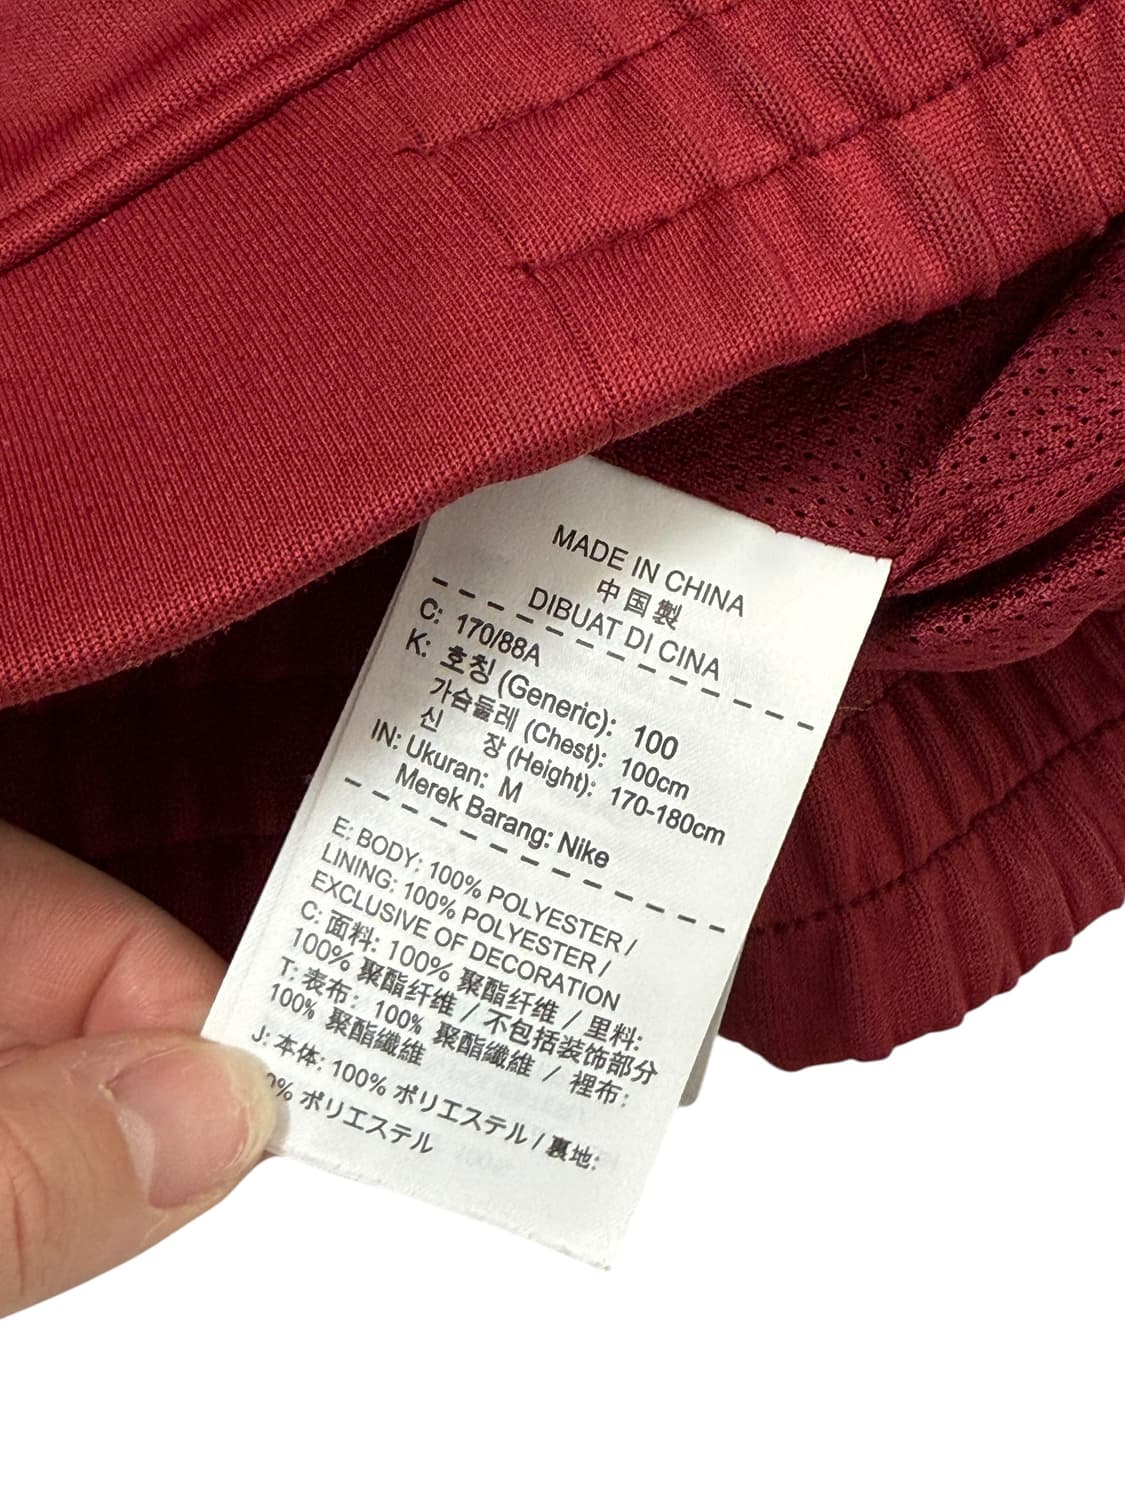 MADE IN CHINA
中国製
DIBUAT DI CINA
C: 170/88A
K: 호칭 (Generic): 100
가슴둘레 (Chest): 100cm
신 장 (Height): 170-180cm
IN: Ukuran: M
Merek Barang: Nike
E: BODY: 100% POLYESTER /
LINING: 100% POLYESTER /
EXCLUSIVE OF DECORATION
C: 面料: 100% 聚酯纤维 / 里料:
100% 聚酯纤维 / 不包括装饰部分
T: 表布: 100% 聚酯纖維 / 裡布:
100% 聚酯纖維
J: 本体: 100% ポリエステル / 裏地:
0% ポリエステル